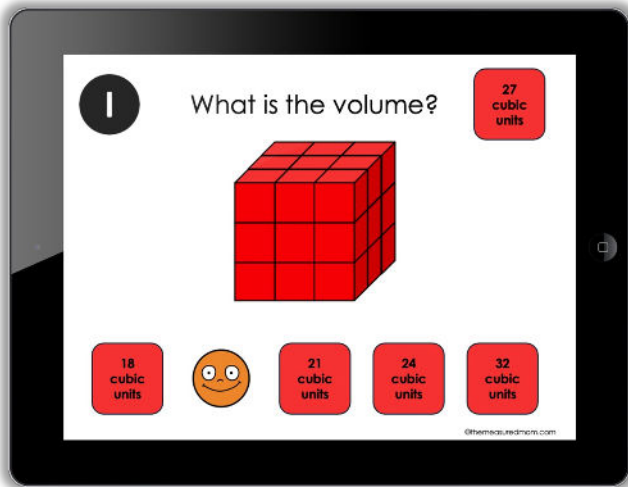 1
What is the volume?
27
cubic
units
18
cubic
units
21
cubic
units
24
cubic
units
32
cubic
units
©themeasuredmom.com